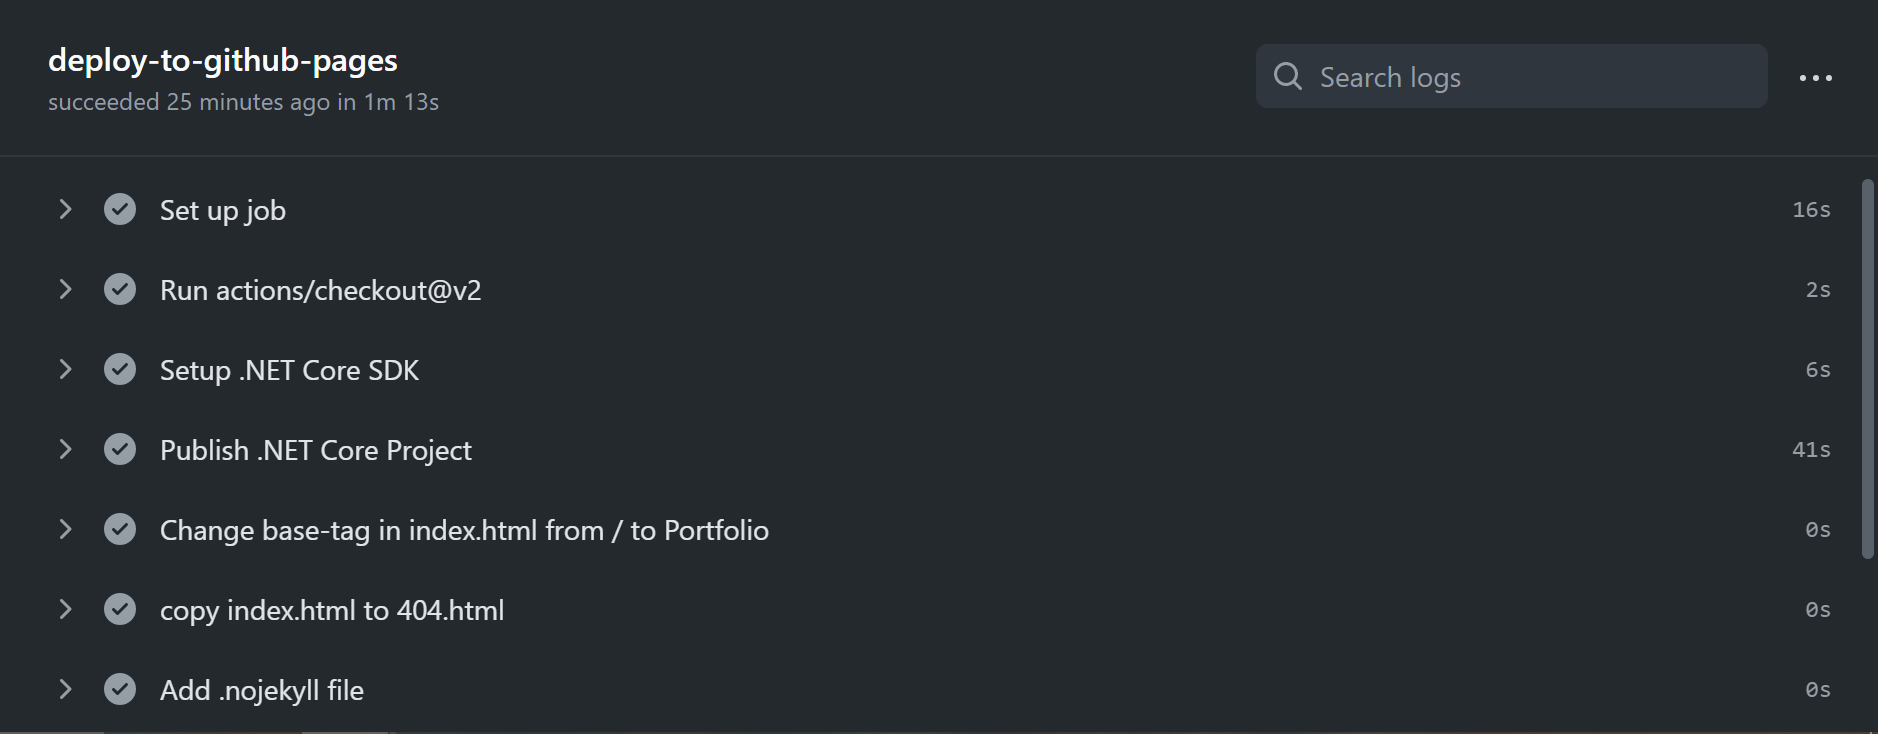 deploy-to-github-pages
succeeded 25 minutes ago in 1m 13s
Search logs
Set up job 16s
Run actions/checkout@v2 2s
Setup .NET Core SDK 6s
Publish .NET Core Project 41s
Change base-tag in index.html from / to Portfolio 0s
copy index.html to 404.html 0s
Add .nojekyll file 0s